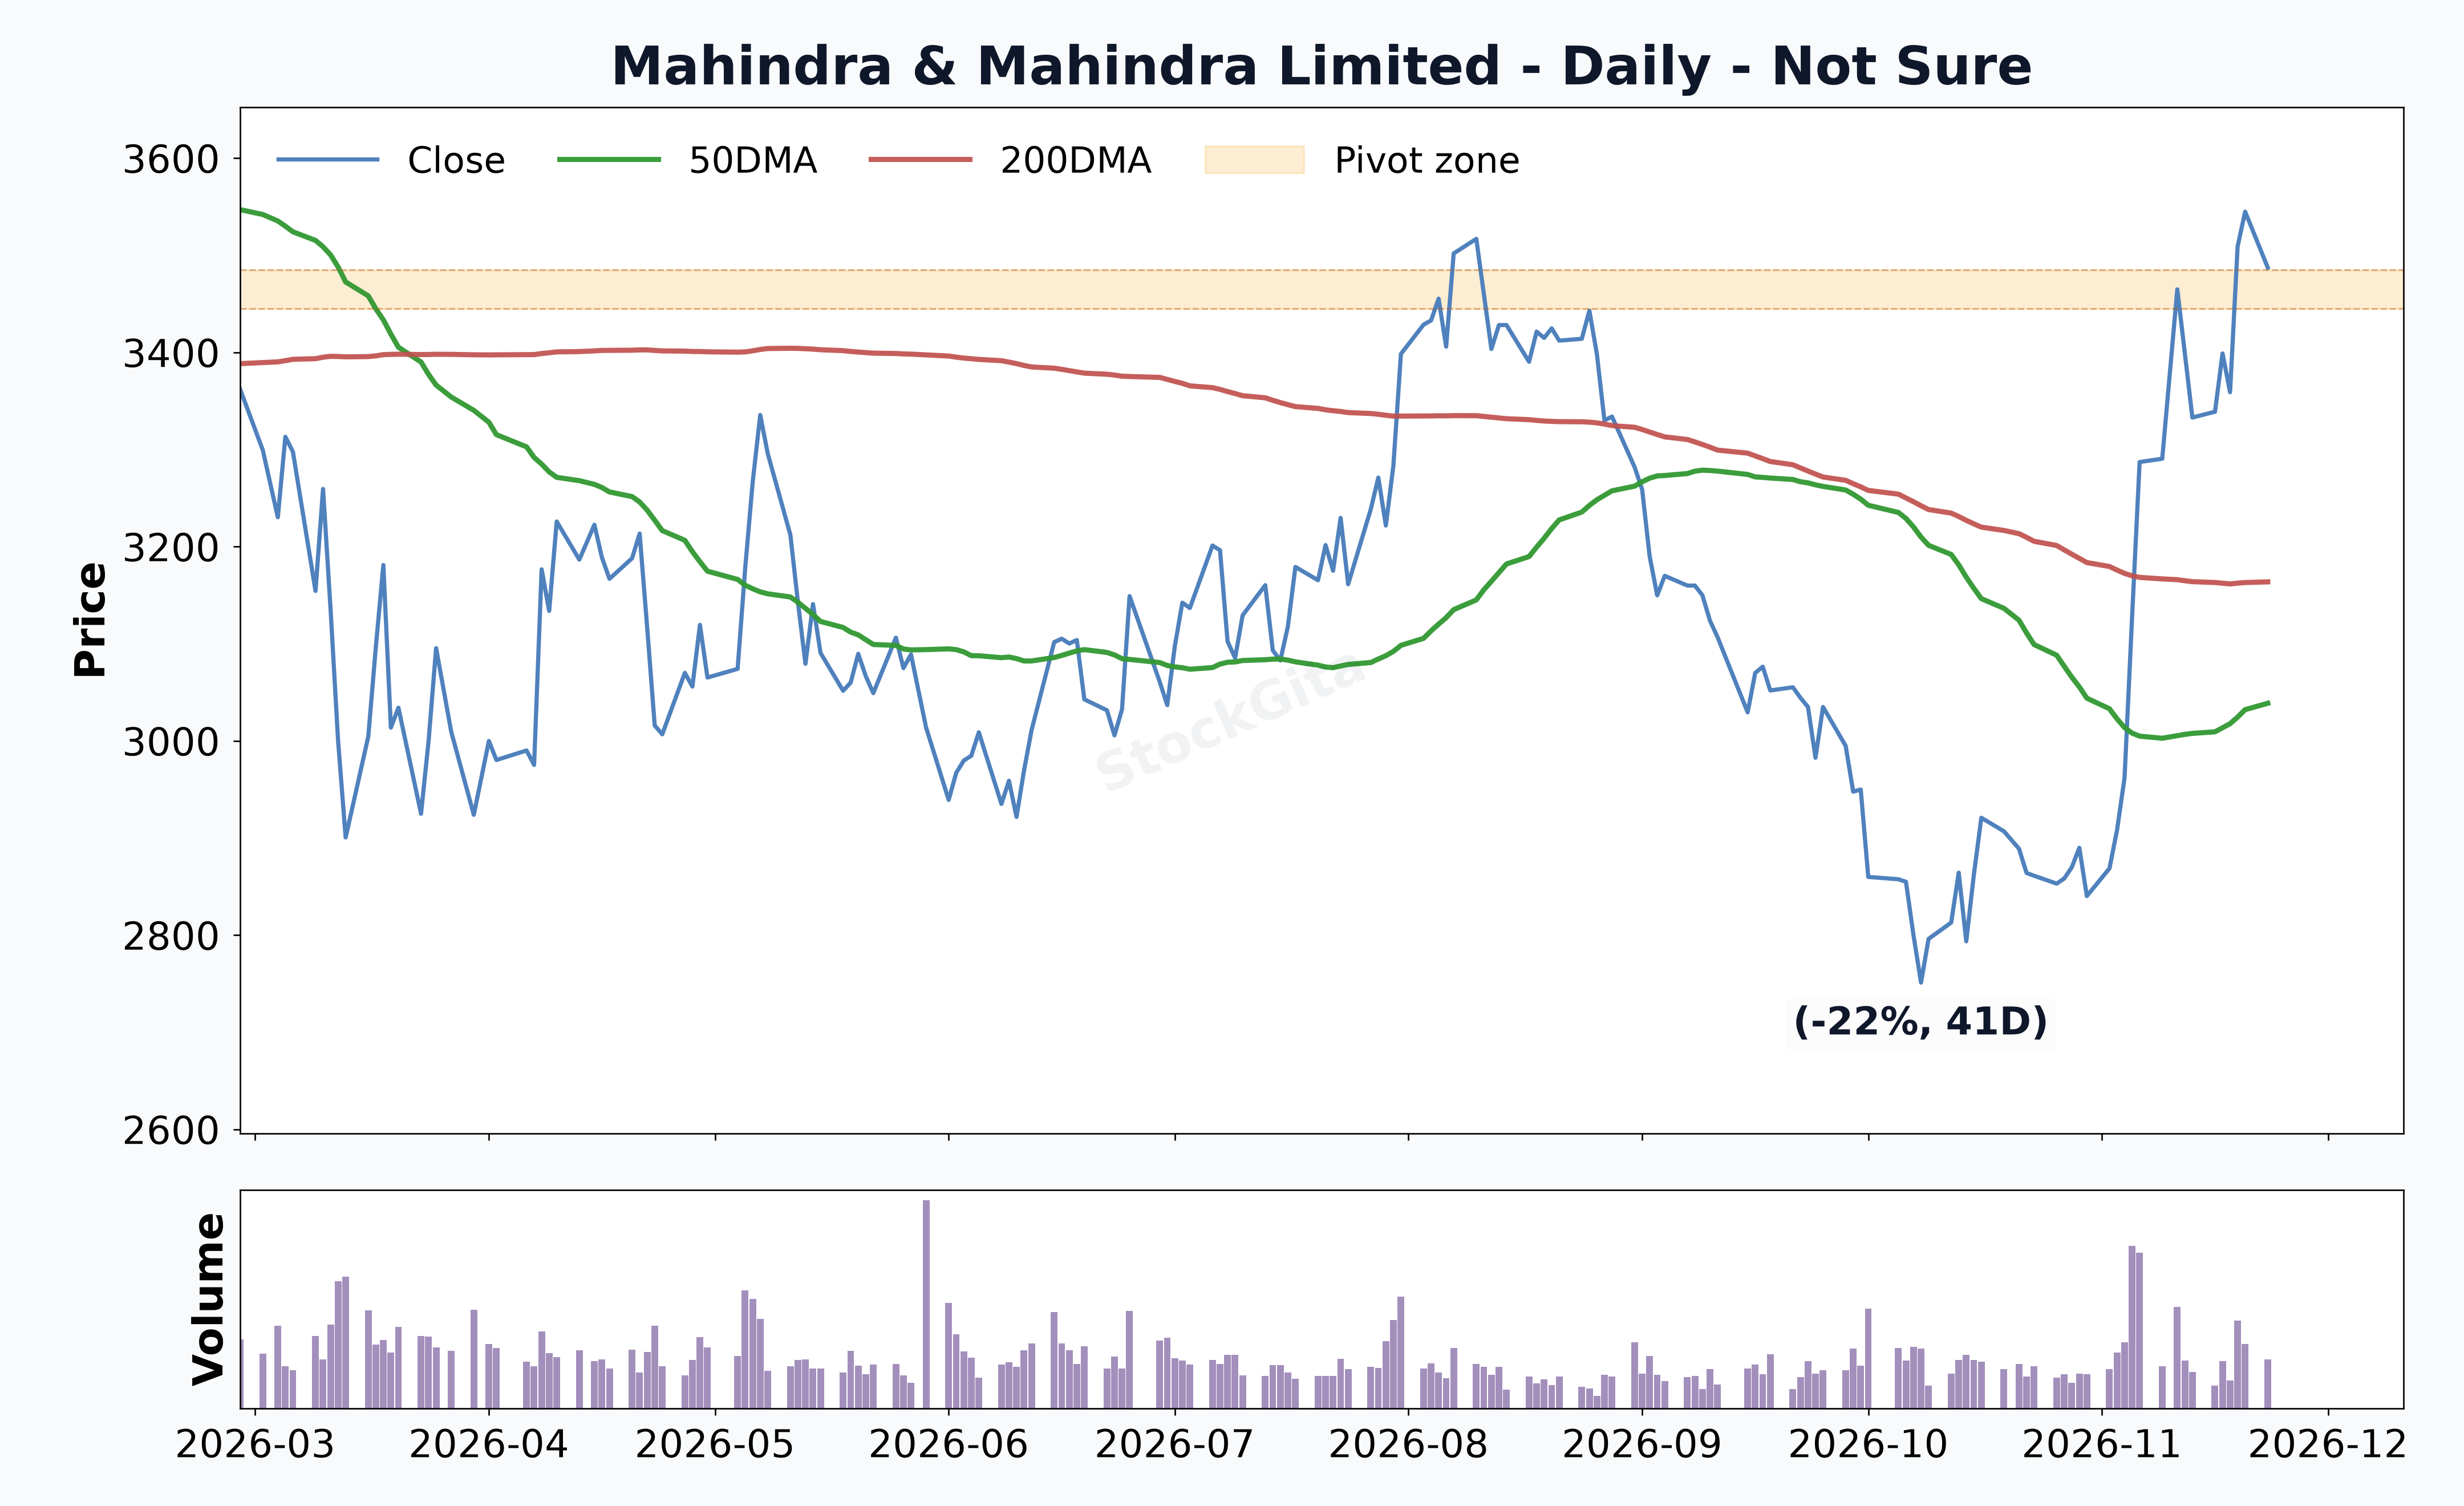 Mahindra & Mahindra Limited - Daily - Not Sure
Close 50DMA 200DMA Pivot zone
3600
3400
3200
3000
2800
2600
Price
StockGita
(-22%, 41D)
Volume
2026-03 2026-04 2026-05 2026-06 2026-07 2026-08 2026-09 2026-10 2026-11 2026-12